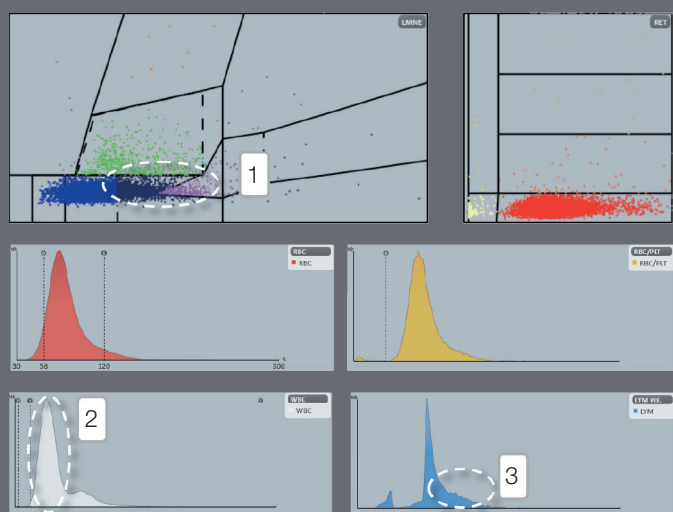 LMNE
RET
1
RBC
RBC
30
58
120
300
RBC/PLT
RBC/PLT
WBC
WBC
2
LYM Vol.
LYM
3